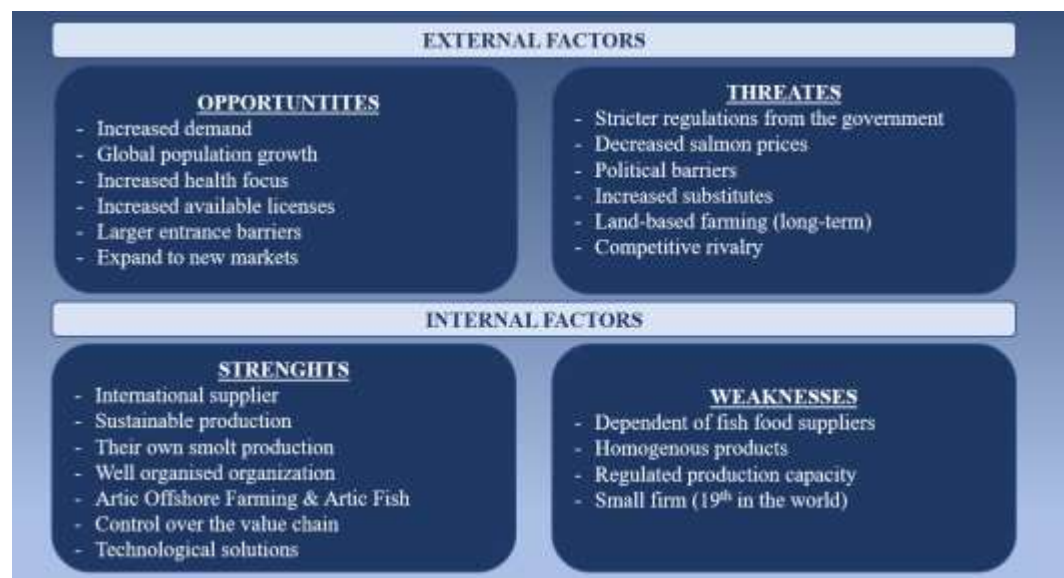 EXTERNAL FACTORS
OPPORTUNTITES
- Increased demand
- Global population growth
- Increased health focus
- Increased available licenses
- Larger entrance barriers
- Expand to new markets
THREATES
- Stricter regulations from the government
- Decreased salmon prices
- Political barriers
- Increased substitutes
- Land-based farming (long-term)
- Competitive rivalry
INTERNAL FACTORS
STRENGHTS
- International supplier
- Sustainable production
- Their own smolt production
- Well organised organization
- Artic Offshore Farming & Artic Fish
- Control over the value chain
- Technological solutions
WEAKNESSES
- Dependent of fish food suppliers
- Homogenous products
- Regulated production capacity
- Small firm (19th in the world)